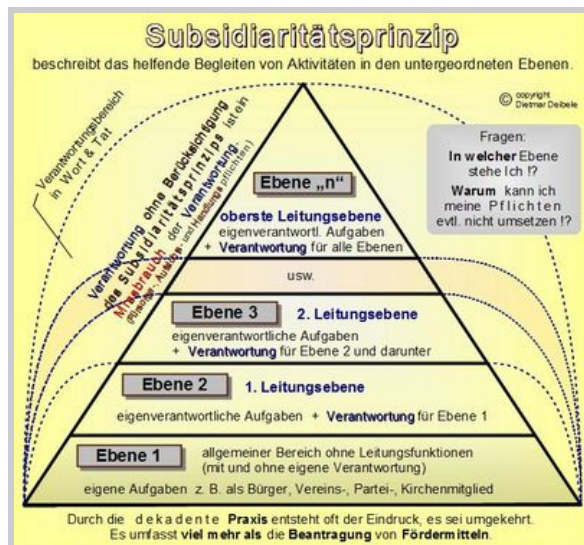 Subsidiaritätsprinzip
beschreibt das helfende Begleiten von Aktivitäten in den untergeordneten Ebenen.
© copyright
Dietmar Deibele
Verantwortungsbereich
in Wort & Tat
Verantwortung ohne Berücksichtigung
des Subsidiaritätsprinzips ist ein
Missbrauch der Verantwortung.
(Fürsorge-, Aufsichts- und Handlungspflichten)
Fragen:
In welcher Ebene
stehe Ich !?
Warum kann ich
meine Pflichten
evtl. nicht umsetzen !?
Ebene „n“
oberste Leitungsebene
eigenverantwortl. Aufgaben
+ Verantwortung für alle Ebenen
usw.
Ebene 3 2. Leitungsebene
eigenverantwortliche Aufgaben
+ Verantwortung für Ebene 2 und darunter
Ebene 2 1. Leitungsebene
eigenverantwortliche Aufgaben + Verantwortung für Ebene 1
Ebene 1 allgemeiner Bereich ohne Leitungsfunktionen
(mit und ohne eigene Verantwortung)
eigene Aufgaben z. B. als Bürger, Vereins-, Partei-, Kirchenmitglied
Durch die dekadente Praxis entsteht oft der Eindruck, es sei umgekehrt.
Es umfasst viel mehr als die Beantragung von Fördermitteln.